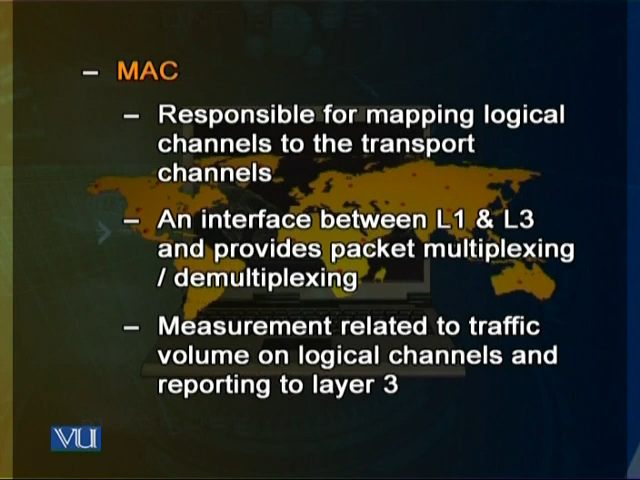 – MAC
– Responsible for mapping logical
channels to the transport
channels
– An interface between L1 & L3
and provides packet multiplexing
/ demultiplexing
– Measurement related to traffic
volume on logical channels and
reporting to layer 3
VU